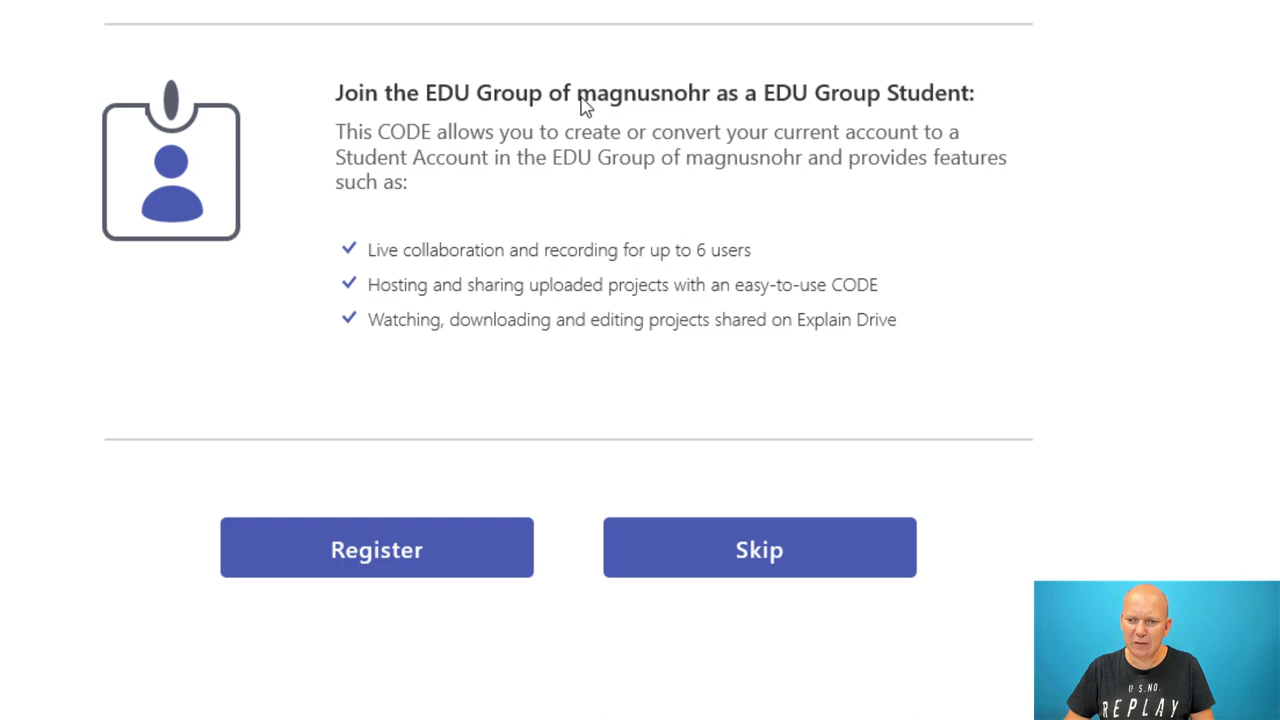 Join the EDU Group of magnusnohr as a EDU Group Student:
This CODE allows you to create or convert your current account to a
Student Account in the EDU Group of magnusnohr and provides features
such as:
Live collaboration and recording for up to 6 users
Hosting and sharing uploaded projects with an easy-to-use CODE
Watching, downloading and editing projects shared on Explain Drive
Register
Skip
U S.NO.
REPLAY